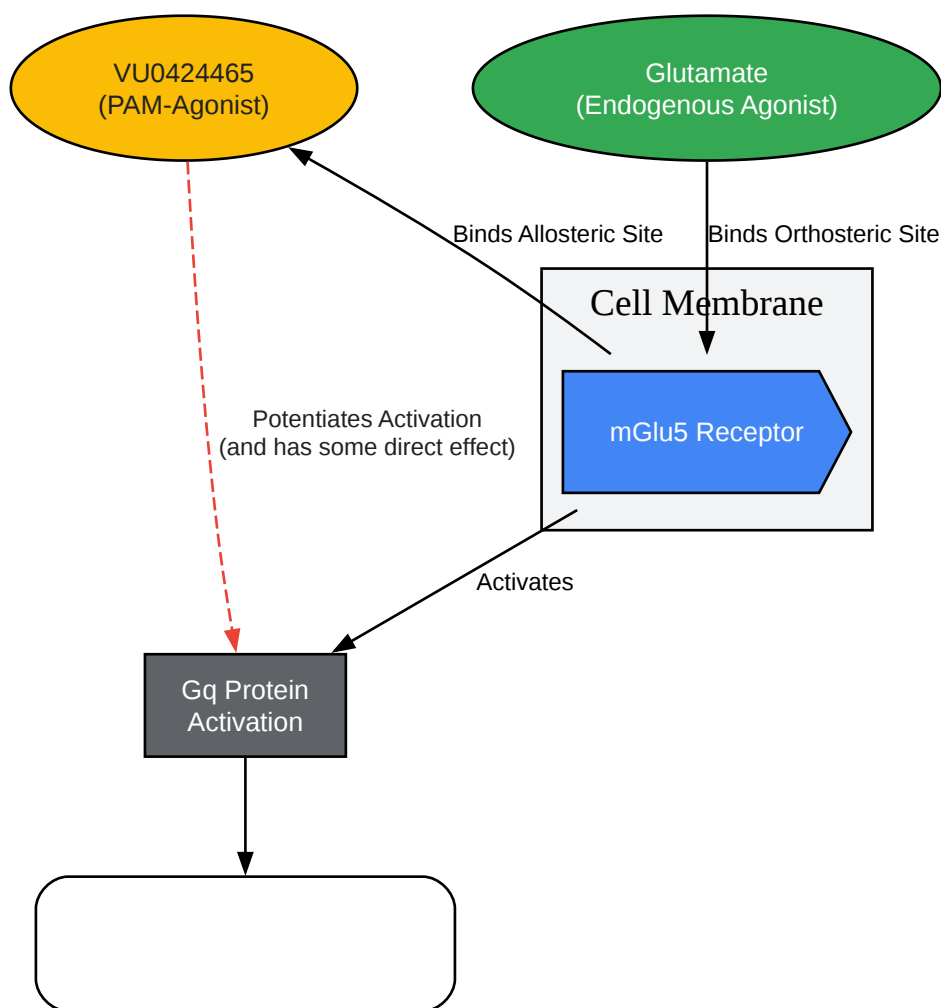 VU0424465
(PAM-Agonist)
Glutamate
(Endogenous Agonist)
Binds Allosteric Site
Binds Orthosteric Site
Cell Membrane
mGlu5 Receptor
Potentiates Activation
(and has some direct effect)
Activates
Gq Protein
Activation